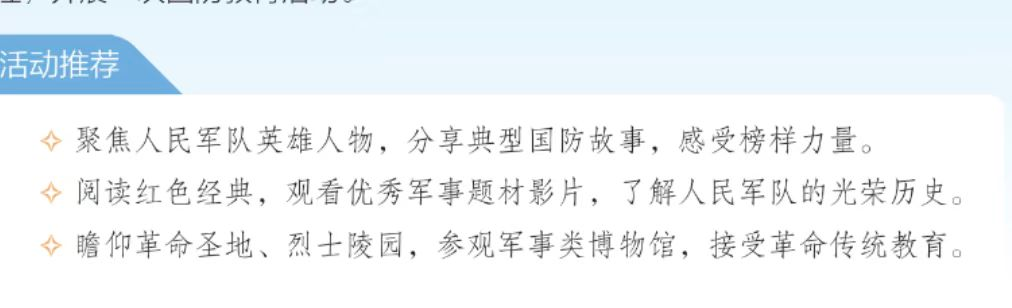 活动推荐
聚焦人民军队英雄人物，分享典型国防故事，感受榜样力量。
阅读红色经典，观看优秀军事题材影片，了解人民军队的光荣历史。
瞻仰革命圣地、烈士陵园，参观军事类博物馆，接受革命传统教育。